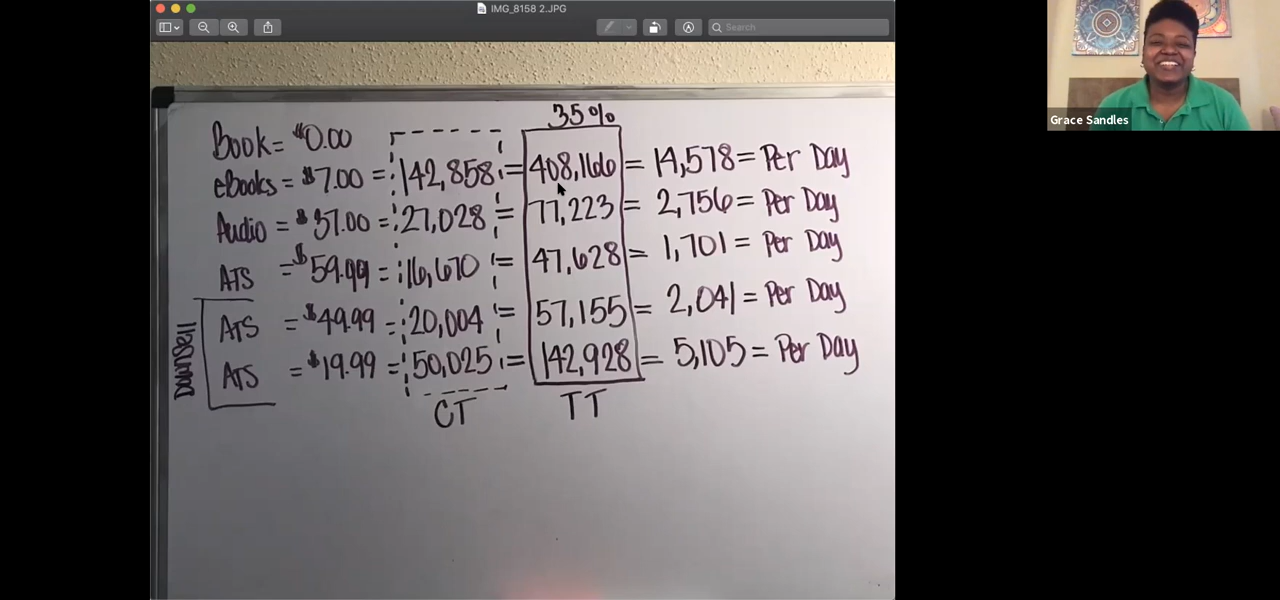 IMG_8158 2.JPG
Search
Grace Sandles
35%
Book = $0.00
eBooks = $7.00 = 142,858 = 408,166 = 14,578 = Per Day
Audio = $37.00 = 27,028 = 77,223 = 2,756 = Per Day
ATS = $59.99 = 16,670 = 47,628 = 1,701 = Per Day
ATS = $49.99 = 20,004 = 57,155 = 2,041 = Per Day
ATS = $19.99 = 50,025 = 142,928 = 5,105 = Per Day
Downsell
CT
TT